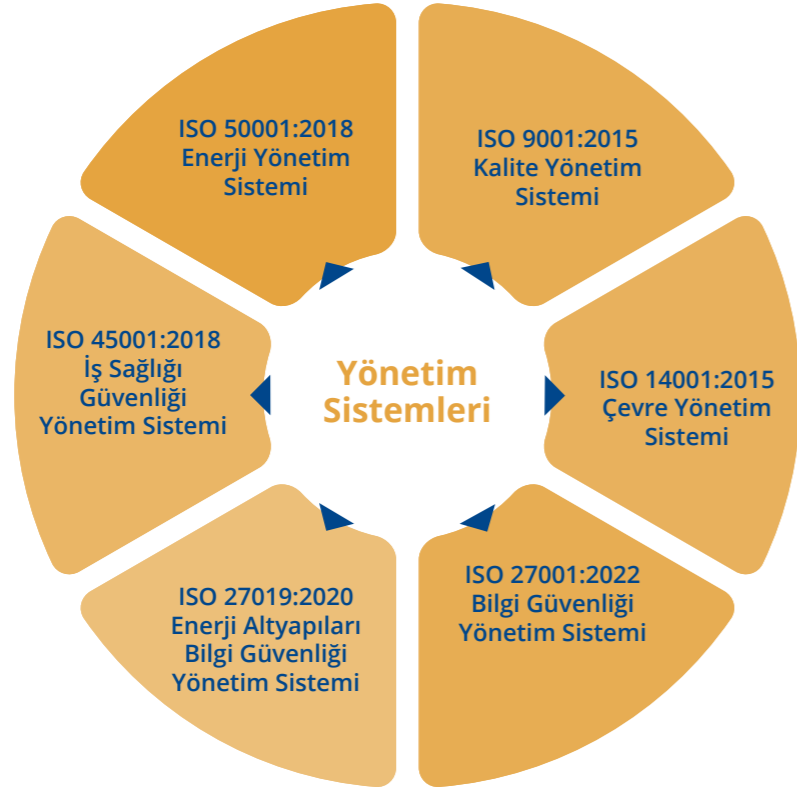 ISO 50001:2018
Enerji Yönetim
Sistemi
ISO 9001:2015
Kalite Yönetim
Sistemi
ISO 45001:2018
İş Sağlığı
Güvenliği
Yönetim Sistemi
Yönetim
Sistemleri
ISO 14001:2015
Çevre Yönetim
Sistemi
ISO 27019:2020
Enerji Altyapıları
Bilgi Güvenliği
Yönetim Sistemi
ISO 27001:2022
Bilgi Güvenliği
Yönetim Sistemi